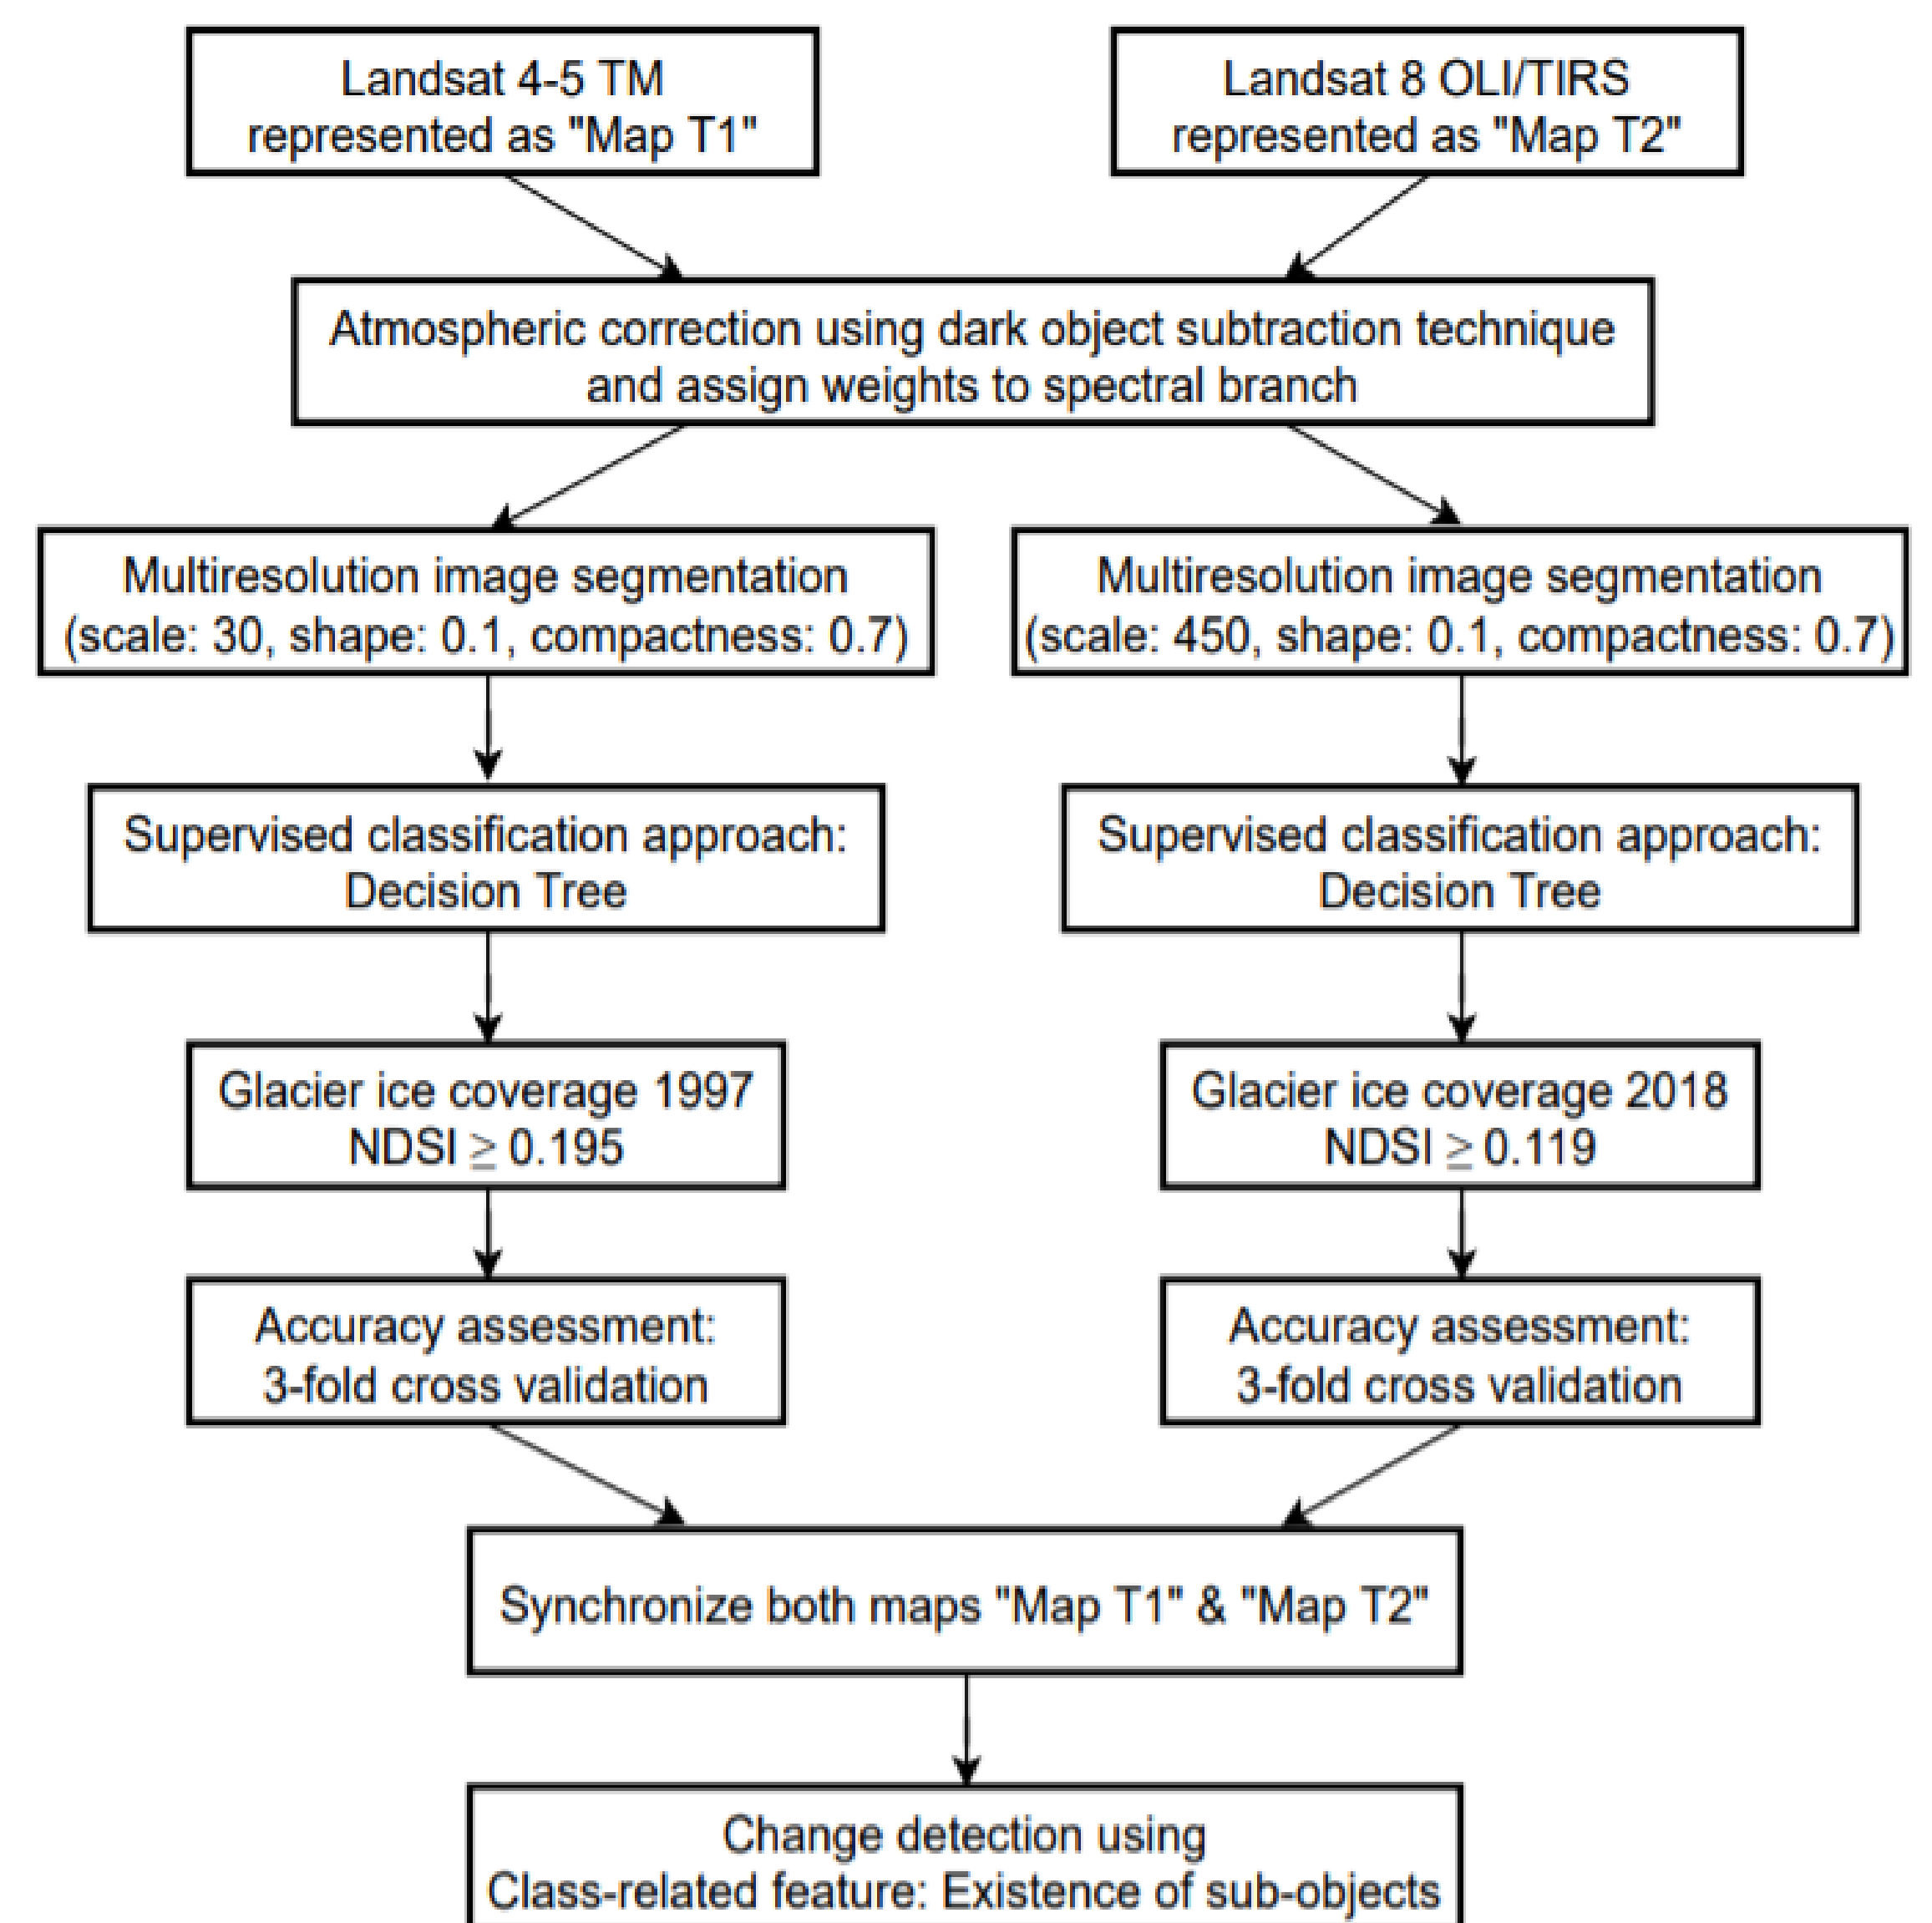 Landsat 4-5 TM
represented as "Map T1"
Landsat 8 OLI/TIRS
represented as "Map T2"
Atmospheric correction using dark object subtraction technique
and assign weights to spectral branch
Multiresolution image segmentation
(scale: 30, shape: 0.1, compactness: 0.7)
Multiresolution image segmentation
(scale: 450, shape: 0.1, compactness: 0.7)
Supervised classification approach:
Decision Tree
Supervised classification approach:
Decision Tree
Glacier ice coverage 1997
NDSI ≥ 0.195
Glacier ice coverage 2018
NDSI ≥ 0.119
Accuracy assessment:
3-fold cross validation
Accuracy assessment:
3-fold cross validation
Synchronize both maps "Map T1" & "Map T2"
Change detection using
Class-related feature: Existence of sub-objects